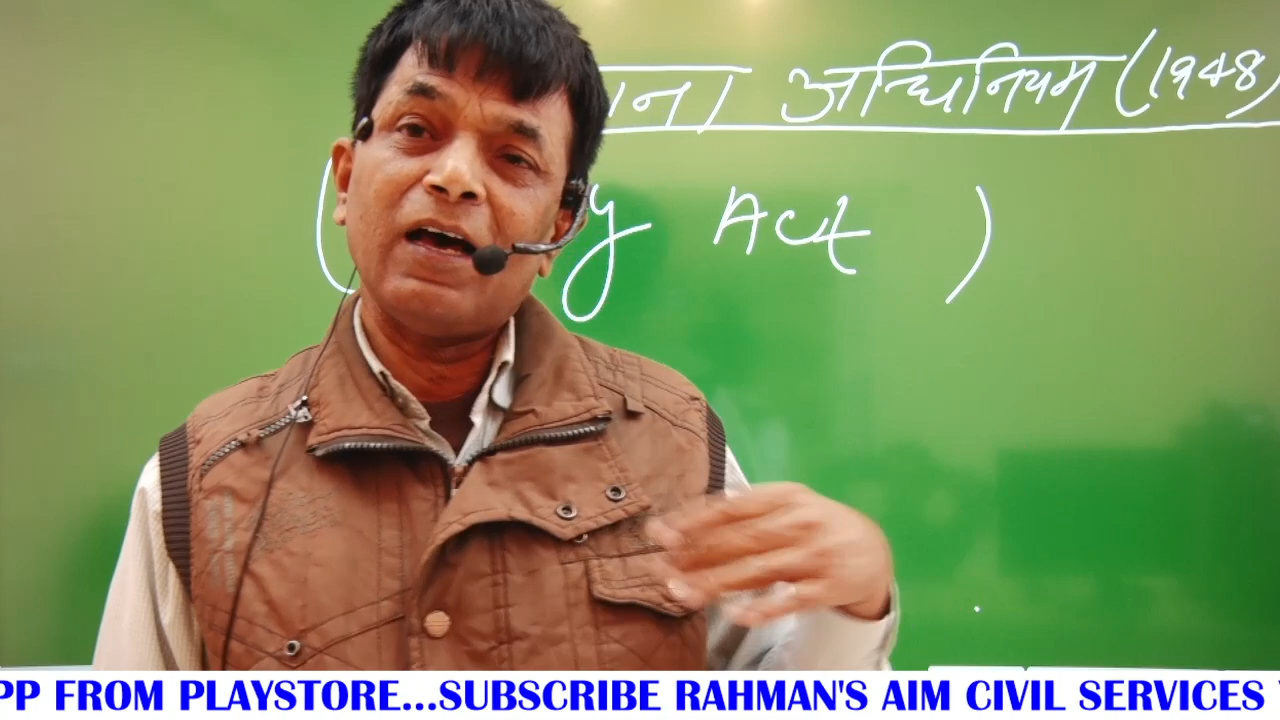 अधिनियम (1948)
( y Act )
PP FROM PLAYSTORE...SUBSCRIBE RAHMAN'S AIM CIVIL SERVICES